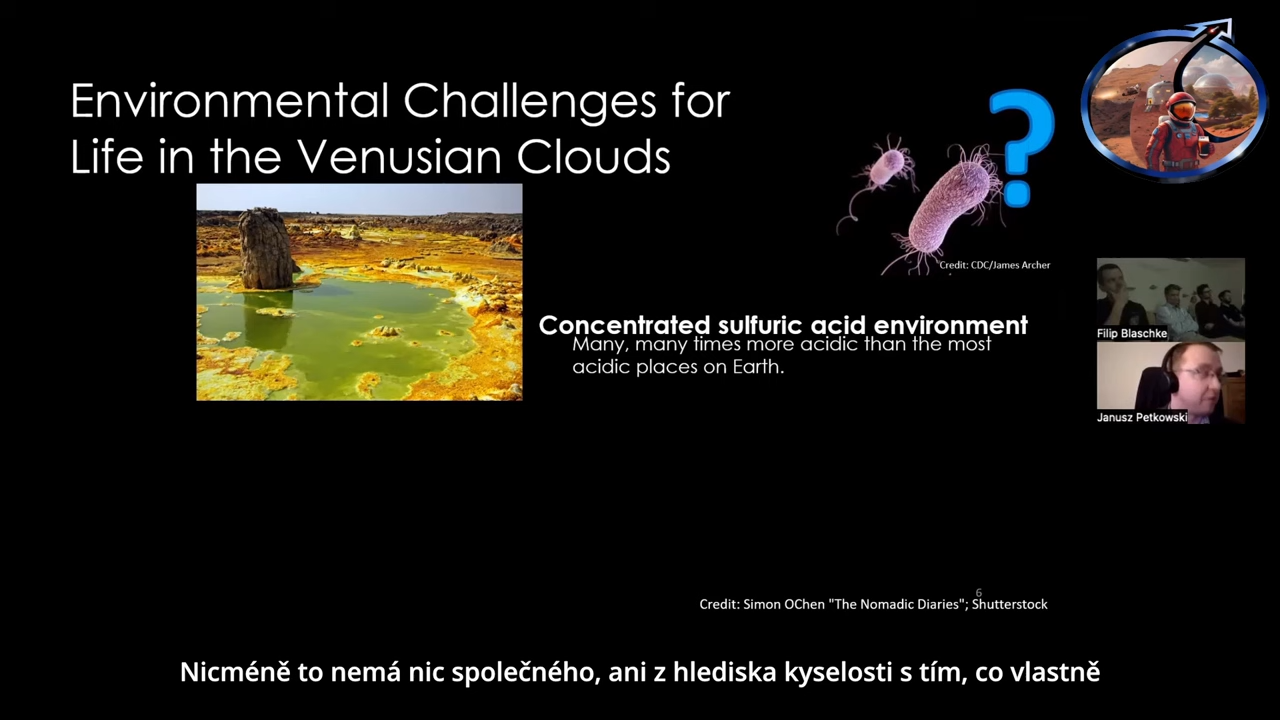 Environmental Challenges for
Life in the Venusian Clouds
?
Credit: CDC/James Archer
Concentrated sulfuric acid environment
Many, many times more acidic than the most
acidic places on Earth.
Filip Blaschke
Janusz Petkowski
6
Credit: Simon OChen "The Nomadic Diaries"; Shutterstock
Nicméně to nemá nic společného, ani z hlediska kyselosti s tím, co vlastně